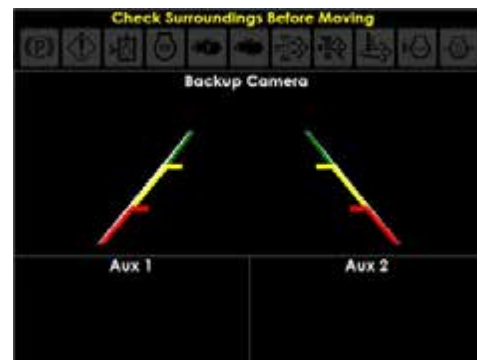 Check Surroundings Before Moving
(P)
Backup Camera
Aux 1
Aux 2